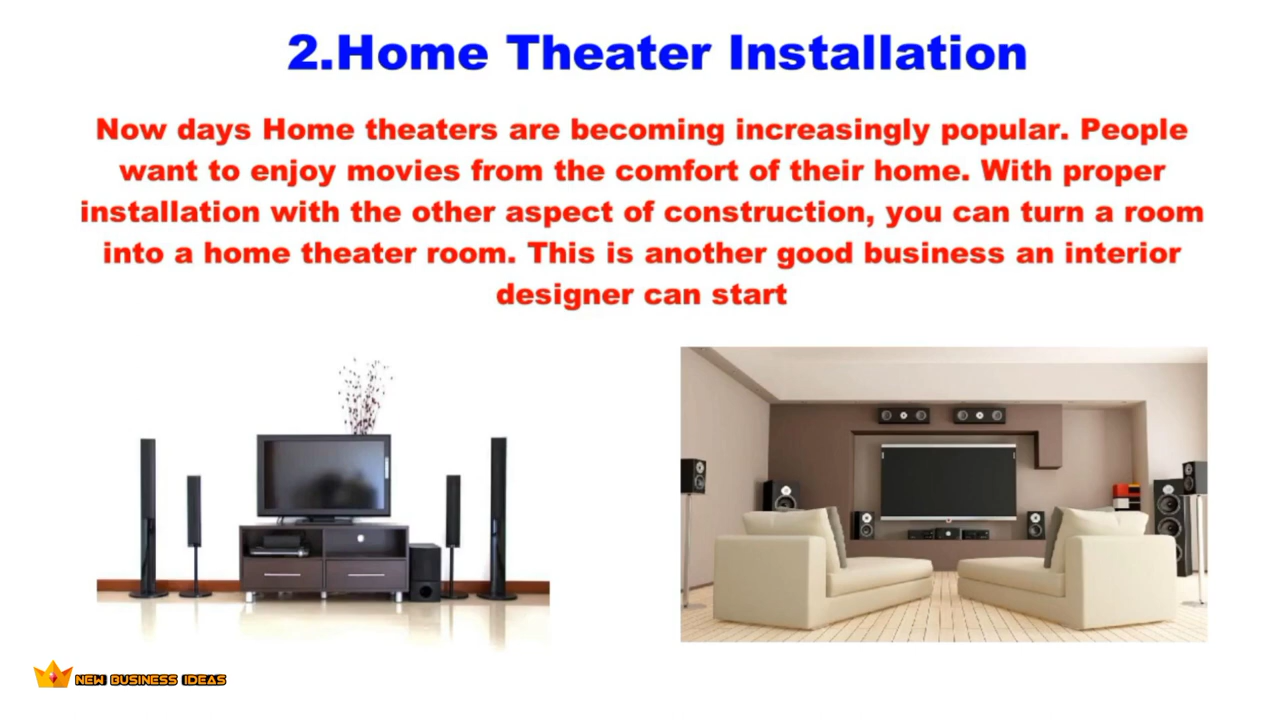 2.Home Theater Installation
Now days Home theaters are becoming increasingly popular. People
want to enjoy movies from the comfort of their home. With proper
installation with the other aspect of construction, you can turn a room
into a home theater room. This is another good business an interior
designer can start
NEW BUSINESS IDEAS